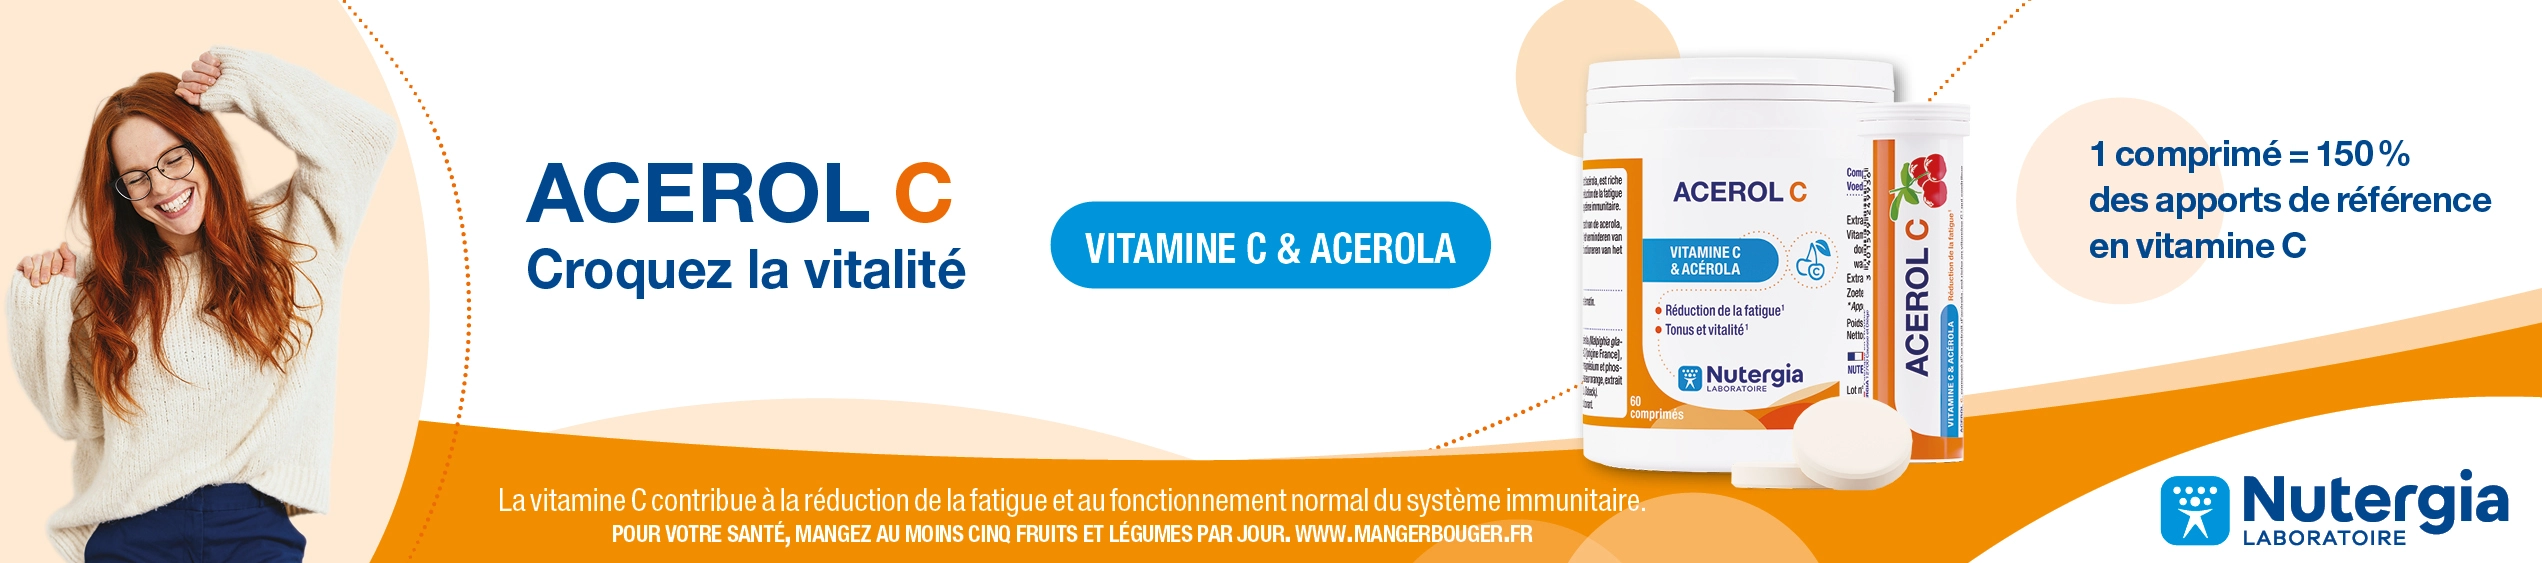 ACEROL C
Croquez la vitalité
VITAMINE C & ACEROLA
ACEROL C
VITAMINE C
& ACÉROLA
• Réduction de la fatigue¹
• Tonus et vitalité¹
Nutergia
LABORATOIRE
60
comprimés
ACEROL C
VITAMINE C & ACÉROLA
Réduction de la fatigue¹
1 comprimé = 150 %
des apports de référence
en vitamine C
La vitamine C contribue à la réduction de la fatigue et au fonctionnement normal du système immunitaire.
POUR VOTRE SANTÉ, MANGEZ AU MOINS CINQ FRUITS ET LÉGUMES PAR JOUR. WWW.MANGERBOUGER.FR
Nutergia
LABORATOIRE